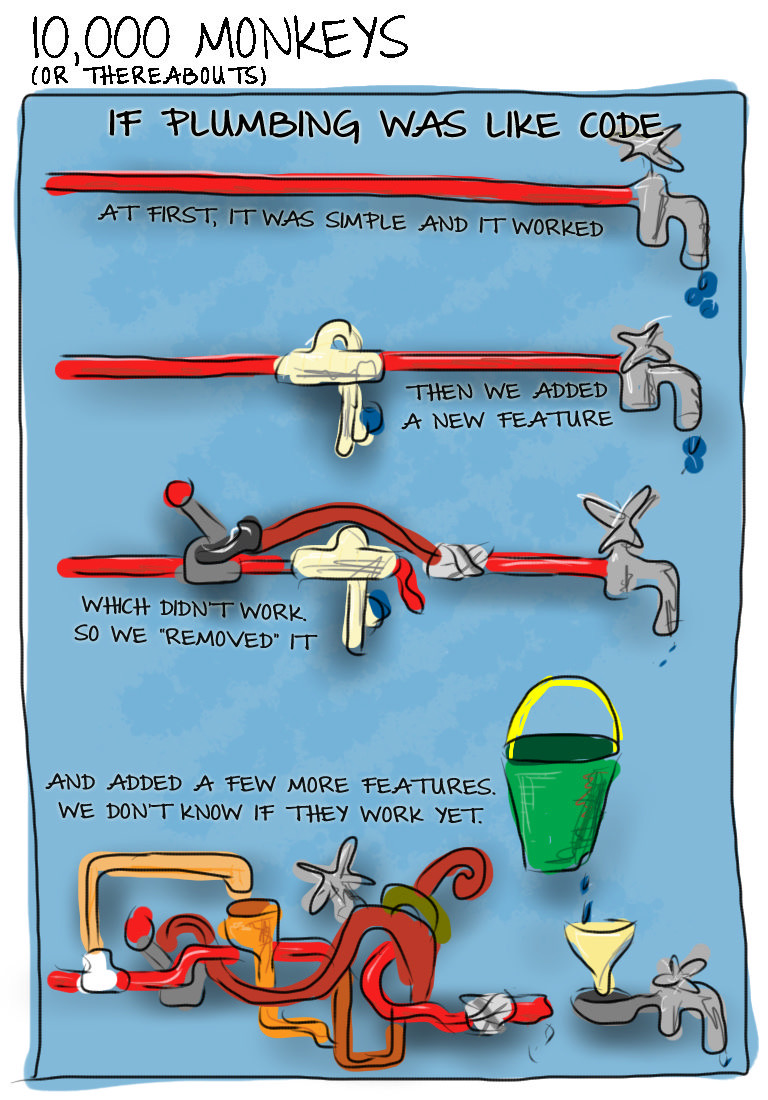 10,000 MONKEYS
(OR THEREABOUTS)
IF PLUMBING WAS LIKE CODE
AT FIRST, IT WAS SIMPLE AND IT WORKED
THEN WE ADDED
A NEW FEATURE
WHICH DIDN'T WORK.
SO WE "REMOVED" IT
AND ADDED A FEW MORE FEATURES.
WE DON'T KNOW IF THEY WORK YET.